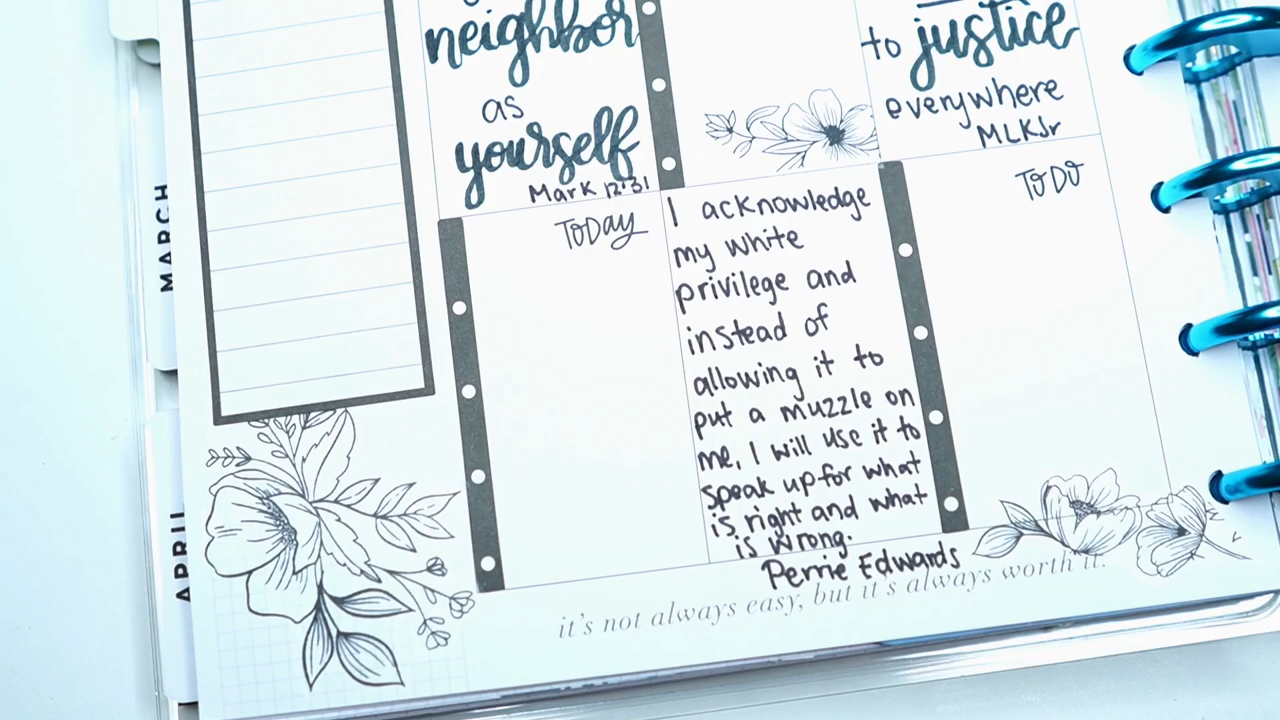 neighbor
as
yourself
Mark 12:31
to justice
everywhere
MLKJr
TODAY
I acknowledge
my white
privilege and
instead of
allowing it to
put a muzzle on
me, I will use it to
speak up for what
is right and what
is wrong.
Perrie Edwards
TO DO
it's not always easy, but it's always worth it.
MARCH
APRIL